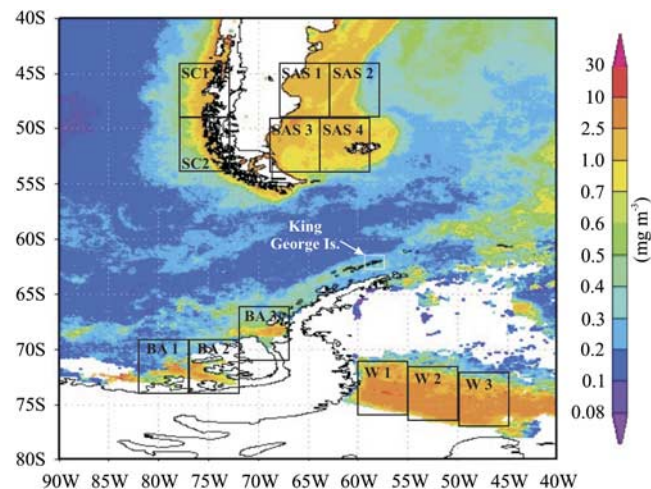 40S
45S
50S
55S
60S
65S
70S
75S
80S
SC1
SC2
SAS 1
SAS 2
SAS 3
SAS 4
King
George Is.
BA 3
BA 1
BA 2
W 1
W 2
W 3
90W
85W
80W
75W
70W
65W
60W
55W
50W
45W
40W
30
10
2.5
1.0
0.7
0.6
0.5
0.4
0.3
0.2
0.1
0.08
(mg m⁻³)